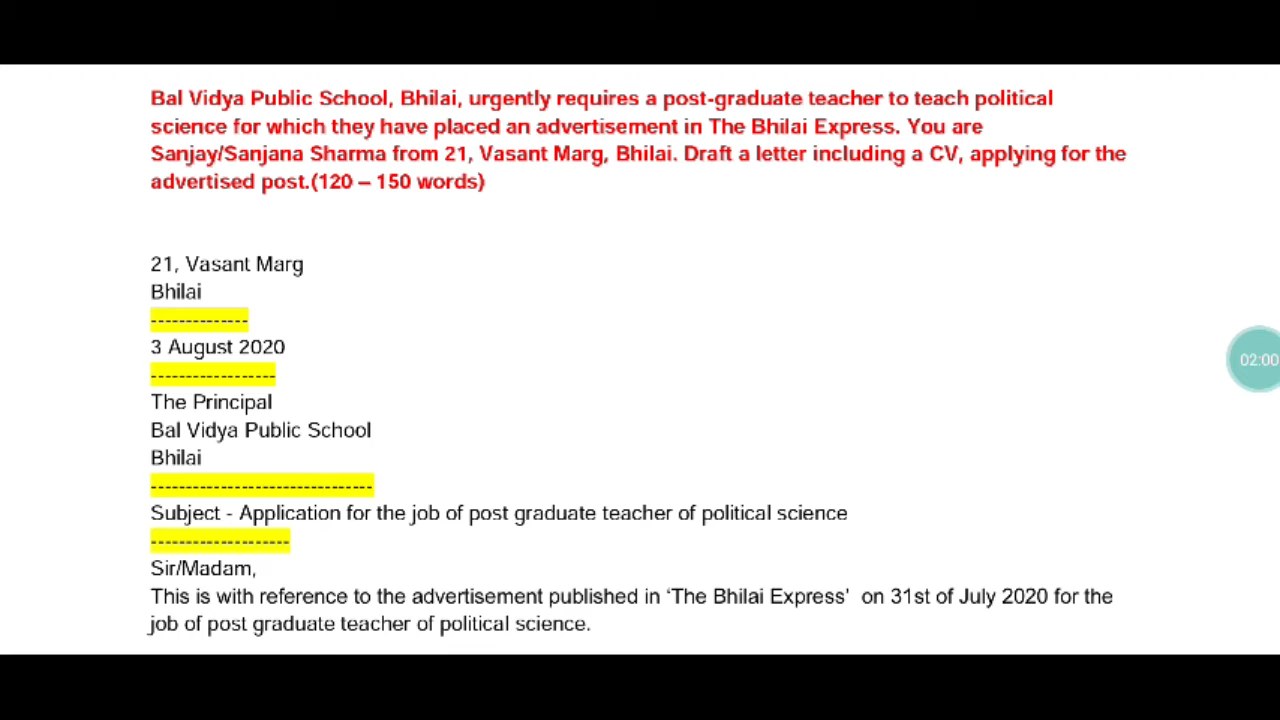 Bal Vidya Public School, Bhilai, urgently requires a post-graduate teacher to teach political
science for which they have placed an advertisement in The Bhilai Express. You are
Sanjay/Sanjana Sharma from 21, Vasant Marg, Bhilai. Draft a letter including a CV, applying for the
advertised post.(120 – 150 words)
21, Vasant Marg
Bhilai
--------------
3 August 2020
------------------
The Principal
Bal Vidya Public School
Bhilai
--------------------------------
Subject - Application for the job of post graduate teacher of political science
--------------------
Sir/Madam,
This is with reference to the advertisement published in ‘The Bhilai Express’  on 31st of July 2020 for the
job of post graduate teacher of political science.
02:00